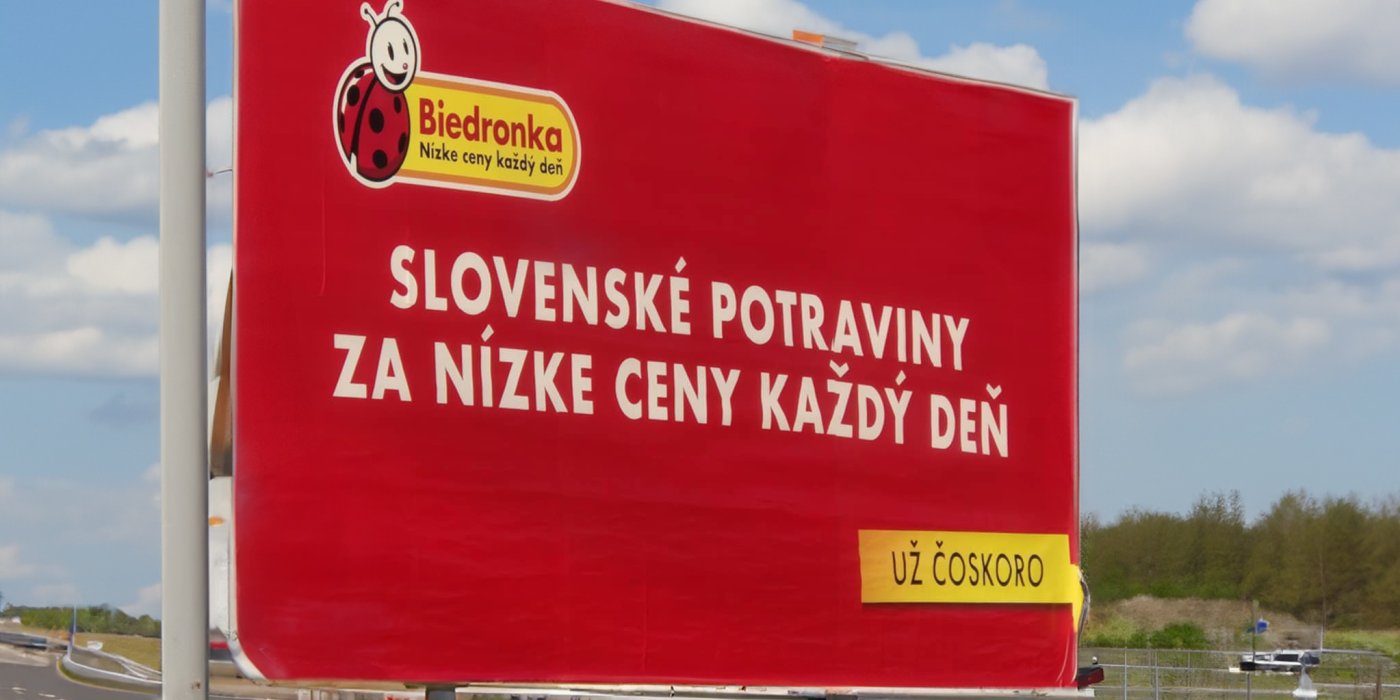 Biedronka
Nízke ceny každý deň
SLOVENSKÉ POTRAVINY
ZA NÍZKE CENY KAŽDÝ DEŇ
UŽ ČOSKORO